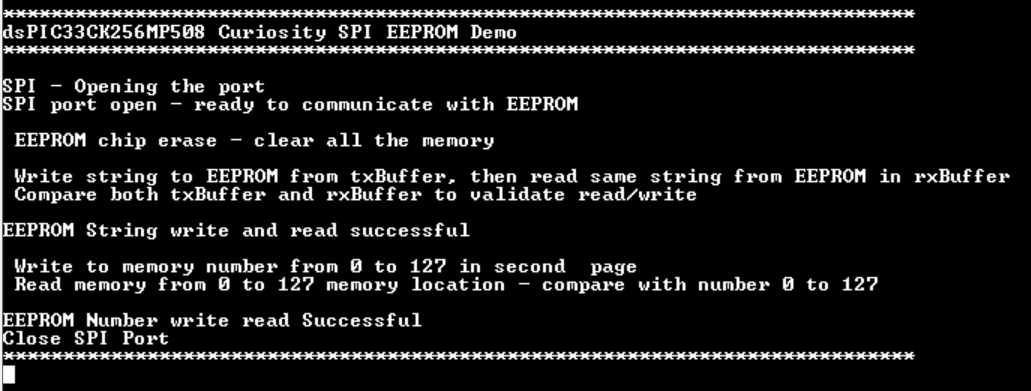 ****************************************************************************
dsPIC33CK256MP508 Curiosity SPI EEPROM Demo
****************************************************************************
SPI - Opening the port
SPI port open - ready to communicate with EEPROM
EEPROM chip erase - clear all the memory
Write string to EEPROM from txBuffer, then read same string from EEPROM in rxBuffer
Compare both txBuffer and rxBuffer to validate read/write
EEPROM String write and read successful
Write to memory number from 0 to 127 in second  page
Read memory from 0 to 127 memory location - compare with number 0 to 127
EEPROM Number write read Successful
Close SPI Port
****************************************************************************